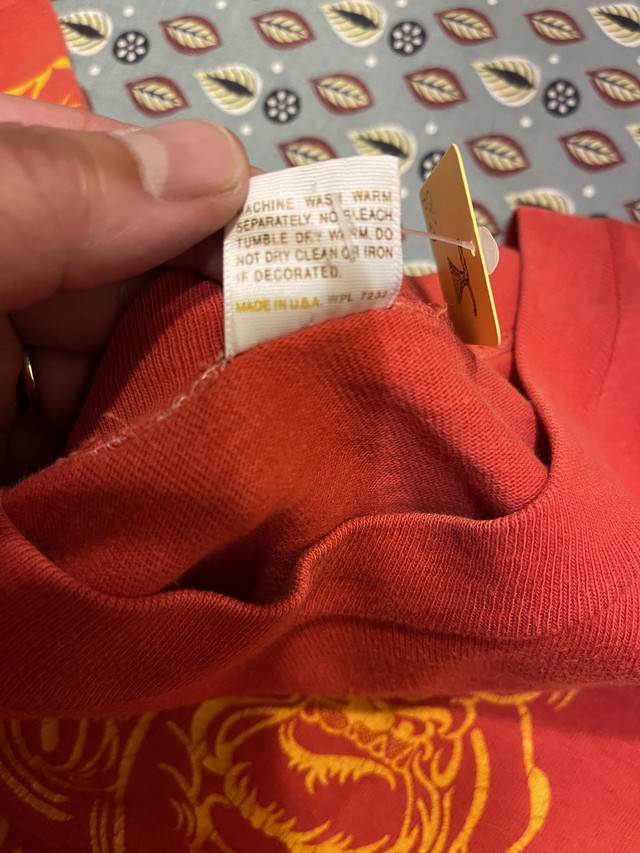 MACHINE WASH WARM
SEPARATELY. NO BLEACH
TUMBLE DRY WARM. DO
NOT DRY CLEAN OR IRON
IF DECORATED.
MADE IN U.S.A. WPL 7232